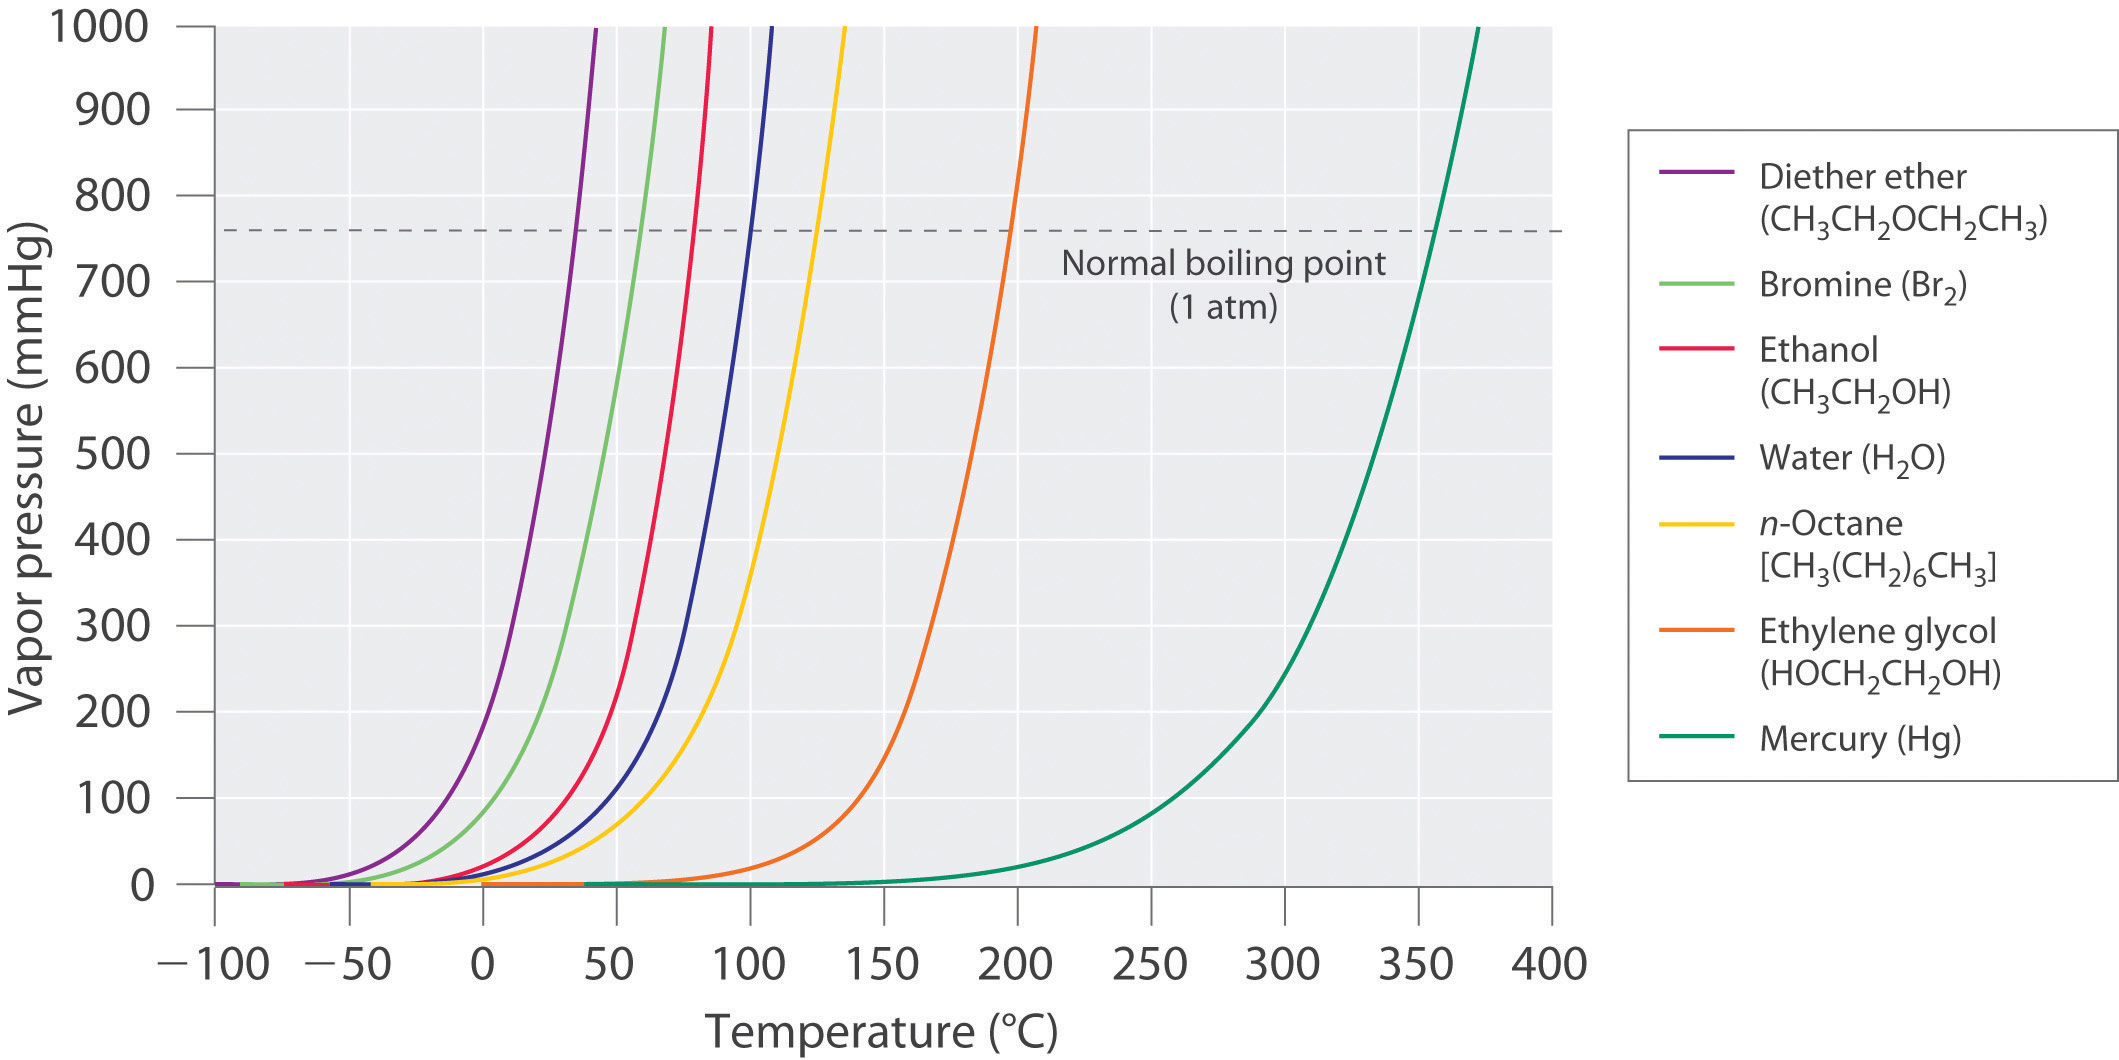 1000
900
800
700
600
500
400
300
200
100
0
Vapor pressure (mmHg)
−100 −50 0 50 100 150 200 250 300 350 400
Temperature (°C)
Normal boiling point
(1 atm)
Diether ether
(CH₃CH₂OCH₂CH₃)
Bromine (Br₂)
Ethanol
(CH₃CH₂OH)
Water (H₂O)
n-Octane
[CH₃(CH₂)₆CH₃]
Ethylene glycol
(HOCH₂CH₂OH)
Mercury (Hg)